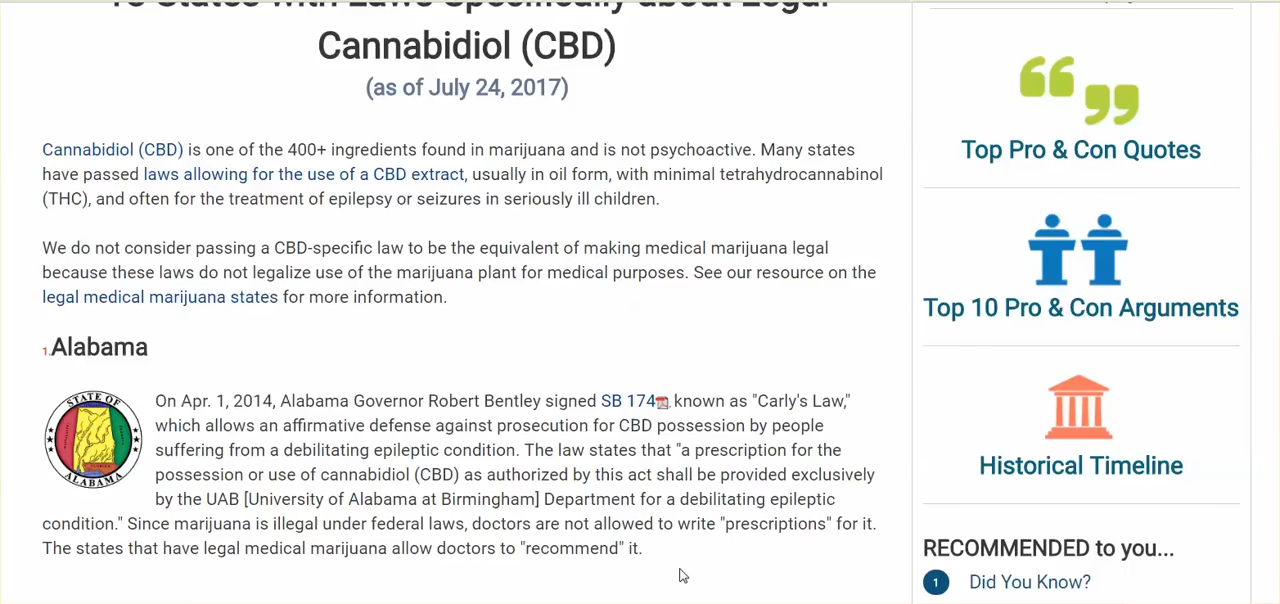 States with Laws Specifically about Legal
Cannabidiol (CBD)
(as of July 24, 2017)
Cannabidiol (CBD) is one of the 400+ ingredients found in marijuana and is not psychoactive. Many states
have passed laws allowing for the use of a CBD extract, usually in oil form, with minimal tetrahydrocannabinol
(THC), and often for the treatment of epilepsy or seizures in seriously ill children.
We do not consider passing a CBD-specific law to be the equivalent of making medical marijuana legal
because these laws do not legalize use of the marijuana plant for medical purposes. See our resource on the
legal medical marijuana states for more information.
1.Alabama
STATE OF
ALABAMA
On Apr. 1, 2014, Alabama Governor Robert Bentley signed SB 174, known as "Carly's Law,"
which allows an affirmative defense against prosecution for CBD possession by people
suffering from a debilitating epileptic condition. The law states that "a prescription for the
possession or use of cannabidiol (CBD) as authorized by this act shall be provided exclusively
by the UAB [University of Alabama at Birmingham] Department for a debilitating epileptic
condition." Since marijuana is illegal under federal laws, doctors are not allowed to write "prescriptions" for it.
The states that have legal medical marijuana allow doctors to "recommend" it.
Top Pro & Con Quotes
Top 10 Pro & Con Arguments
Historical Timeline
RECOMMENDED to you...
1 Did You Know?